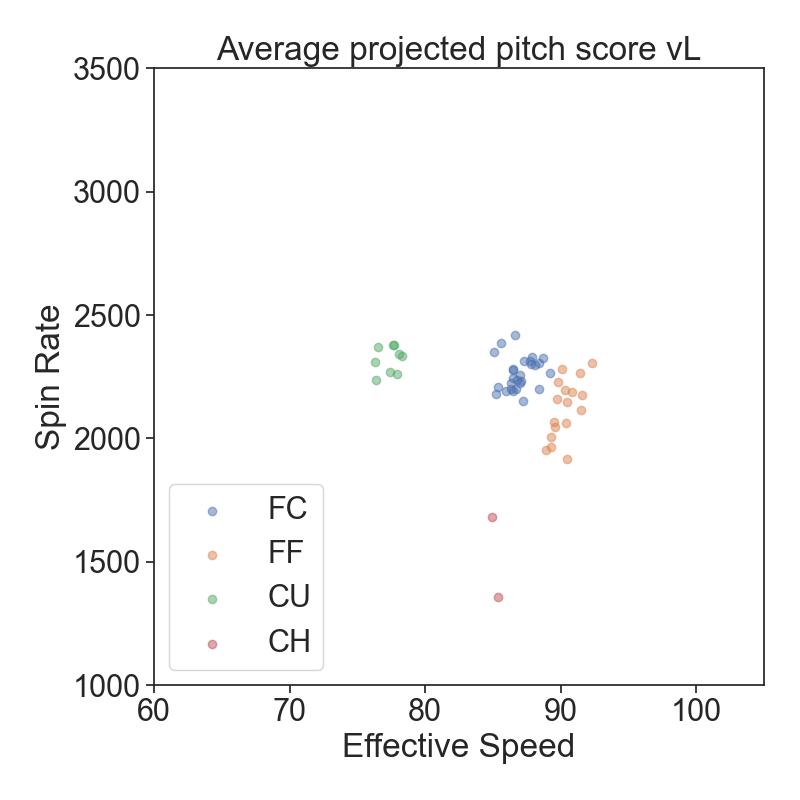 Average projected pitch score vL
3500
3000
2500
2000
1500
1000
Spin Rate
FC
FF
CU
CH
60 70 80 90 100
Effective Speed